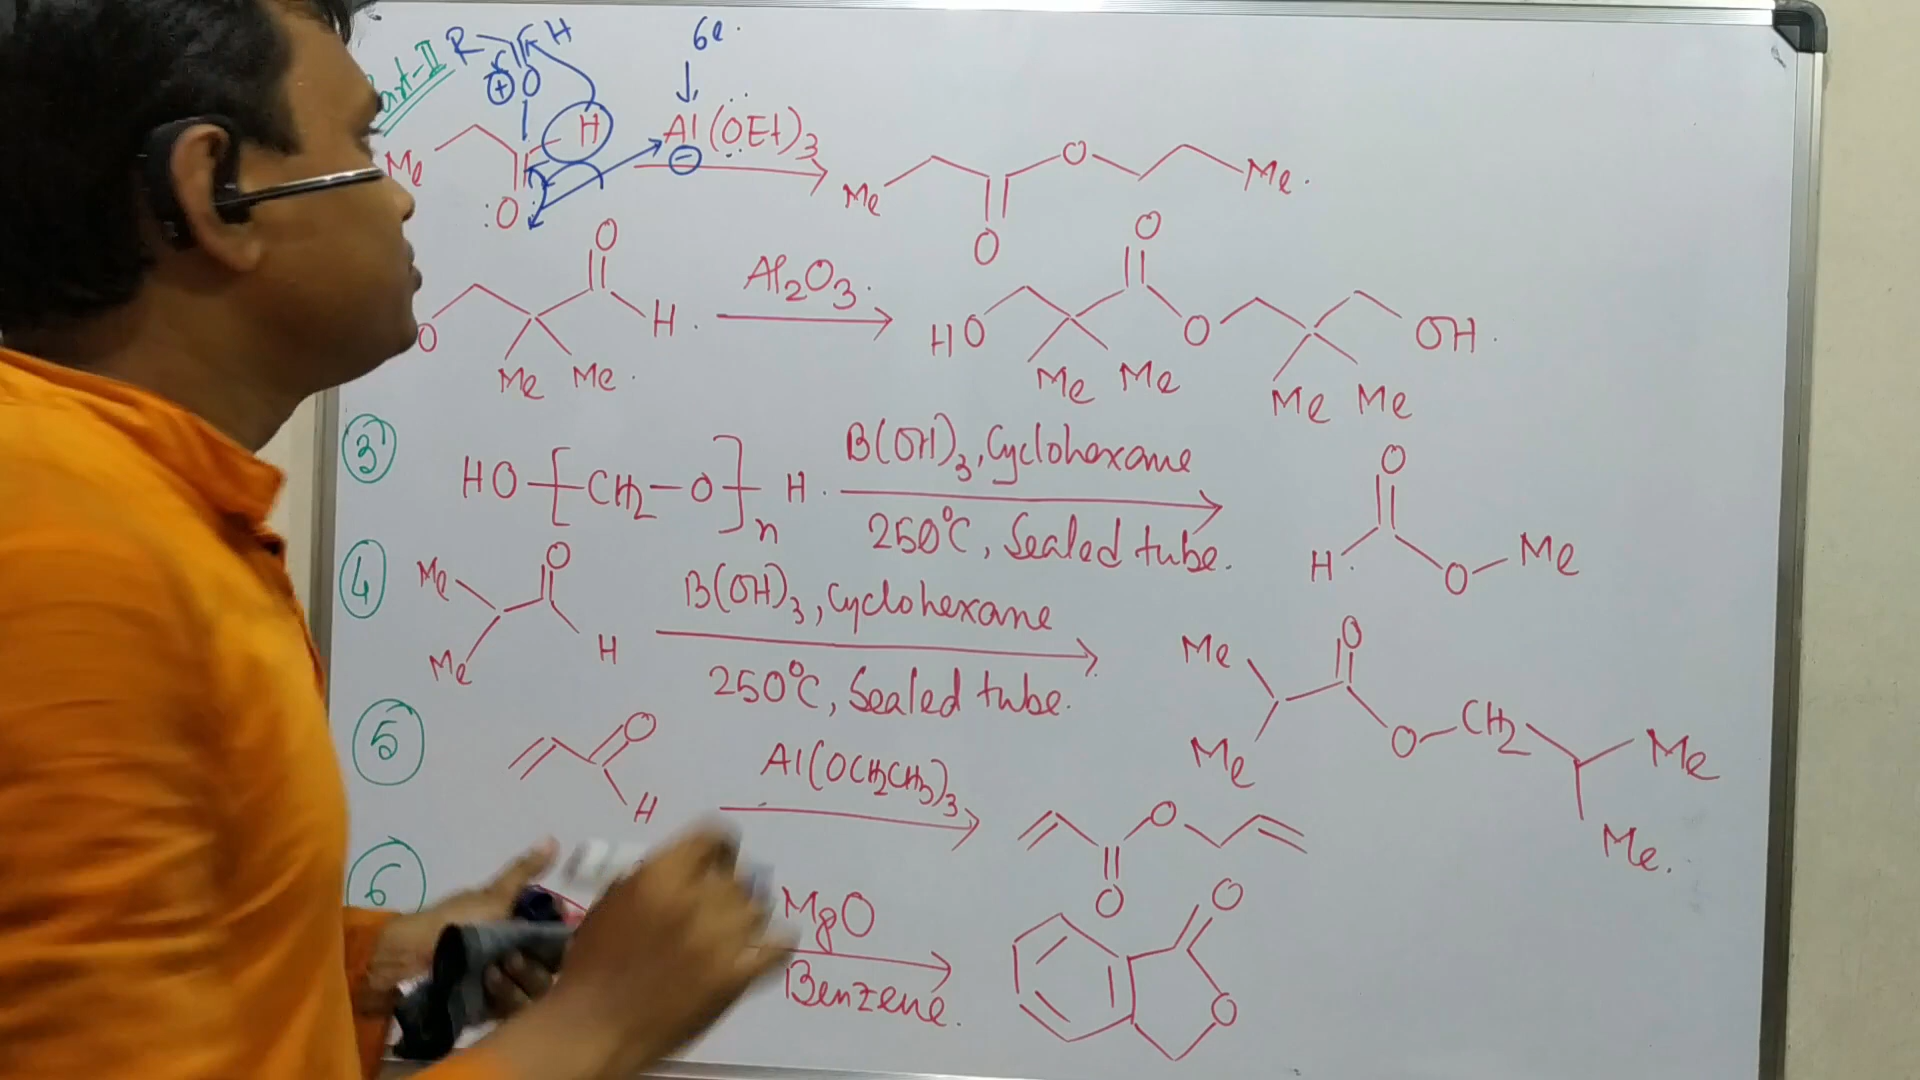 Part-II R H 6e.
⊕ O
Me H Al(OEt)3 Me O Me.
⊖
:O: O
O Al2O3. O
O H. HO O OH.
Me Me. Me Me Me Me
3 HO-[CH2-O]n-H. B(OH)3, Cyclohexane O
250°C, Sealed tube. H. O Me
4 Me O H B(OH)3, Cyclohexane Me O
Me 250°C, Sealed tube. Me O CH2 Me
Me.
5 O H Al(OCH2CH3)3 O
O
6 MgO O
Benzene. O